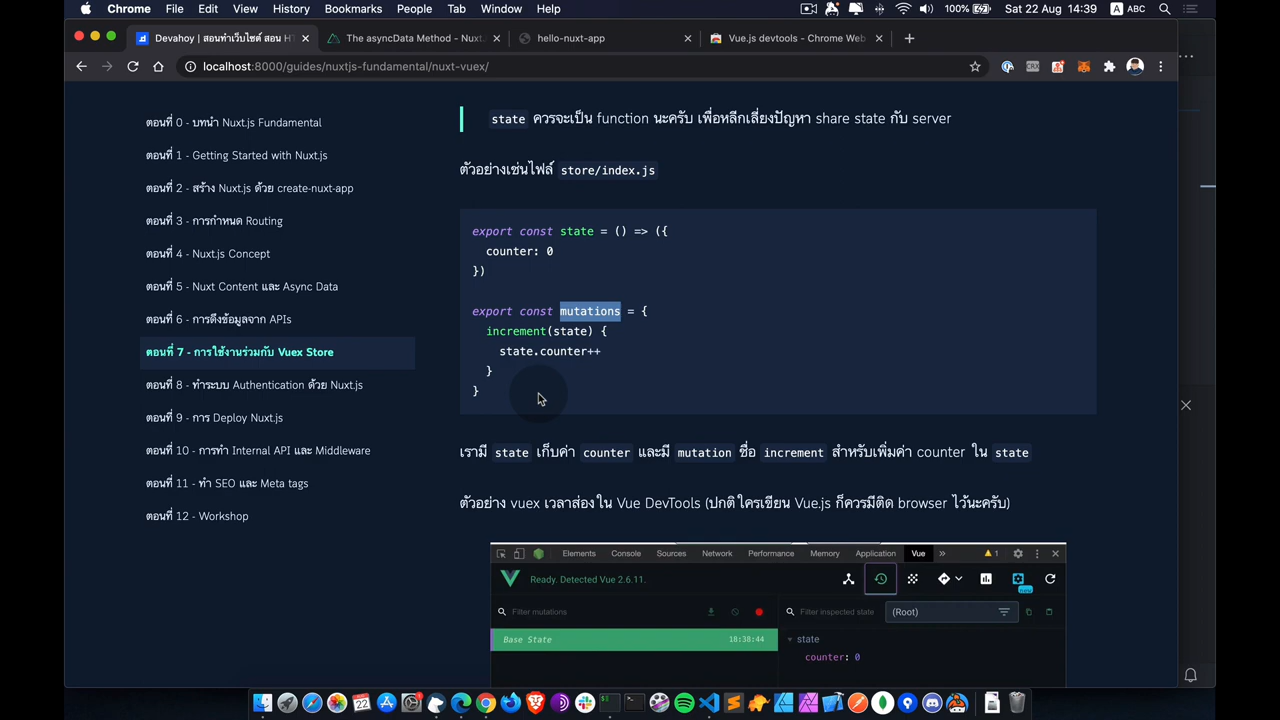 Chrome File Edit View History Bookmarks People Tab Window Help 100% Sat 22 Aug 14:39 A ABC
Devahoy | สอนทำเว็บไซต์ สอน HT
The asyncData Method - Nuxt.
hello-nuxt-app
Vue.js devtools - Chrome Web
localhost:8000/guides/nuxtjs-fundamental/nuxt-vuex/
ตอนที่ 0 - บทนำ Nuxt.js Fundamental
ตอนที่ 1 - Getting Started with Nuxt.js
ตอนที่ 2 - สร้าง Nuxt.js ด้วย create-nuxt-app
ตอนที่ 3 - การกำหนด Routing
ตอนที่ 4 - Nuxt.js Concept
ตอนที่ 5 - Nuxt Content และ Async Data
ตอนที่ 6 - การดึงข้อมูลจาก APIs
ตอนที่ 7 - การใช้งานร่วมกับ Vuex Store
ตอนที่ 8 - ทำระบบ Authentication ด้วย Nuxt.js
ตอนที่ 9 - การ Deploy Nuxt.js
ตอนที่ 10 - การทำ Internal API และ Middleware
ตอนที่ 11 - ทำ SEO และ Meta tags
ตอนที่ 12 - Workshop
state ควรจะเป็น function นะครับ เพื่อหลีกเลี่ยงปัญหา share state กับ server
ตัวอย่างเช่นไฟล์ store/index.js
export const state = () => ({
counter: 0
})
export const mutations = {
increment(state) {
state.counter++
}
}
เรามี state เก็บค่า counter และมี mutation ชื่อ increment สำหรับเพิ่มค่า counter ใน state
ตัวอย่าง vuex เวลาส่องใน Vue DevTools (ปกติใครเขียน Vue.js ก็ควรมีติด browser ไว้นะครับ)
Elements Console Sources Network Performance Memory Application Vue » 1
Ready. Detected Vue 2.6.11.
Filter mutations
Filter inspected state
(Root)
Base State 18:38:44
state
counter: 0